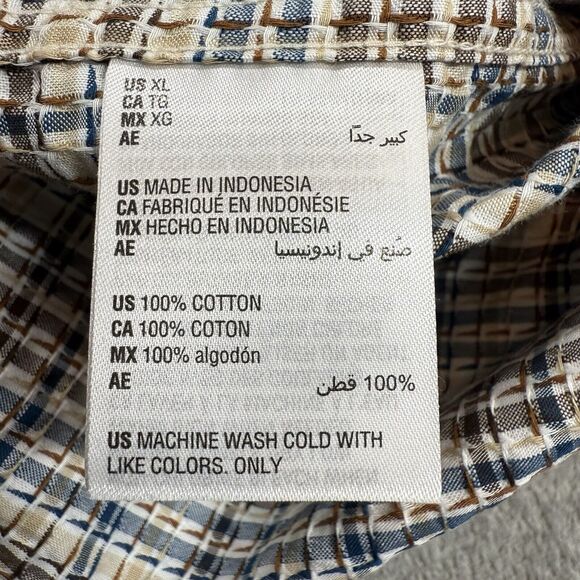 US XL
CA TG
MX XG
AE كبير جدًا
US MADE IN INDONESIA
CA FABRIQUÉ EN INDONÉSIE
MX HECHO EN INDONESIA
AE صُنع في إندونيسيا
US 100% COTTON
CA 100% COTON
MX 100% algodón
AE 100% قطن
US MACHINE WASH COLD WITH
LIKE COLORS. ONLY